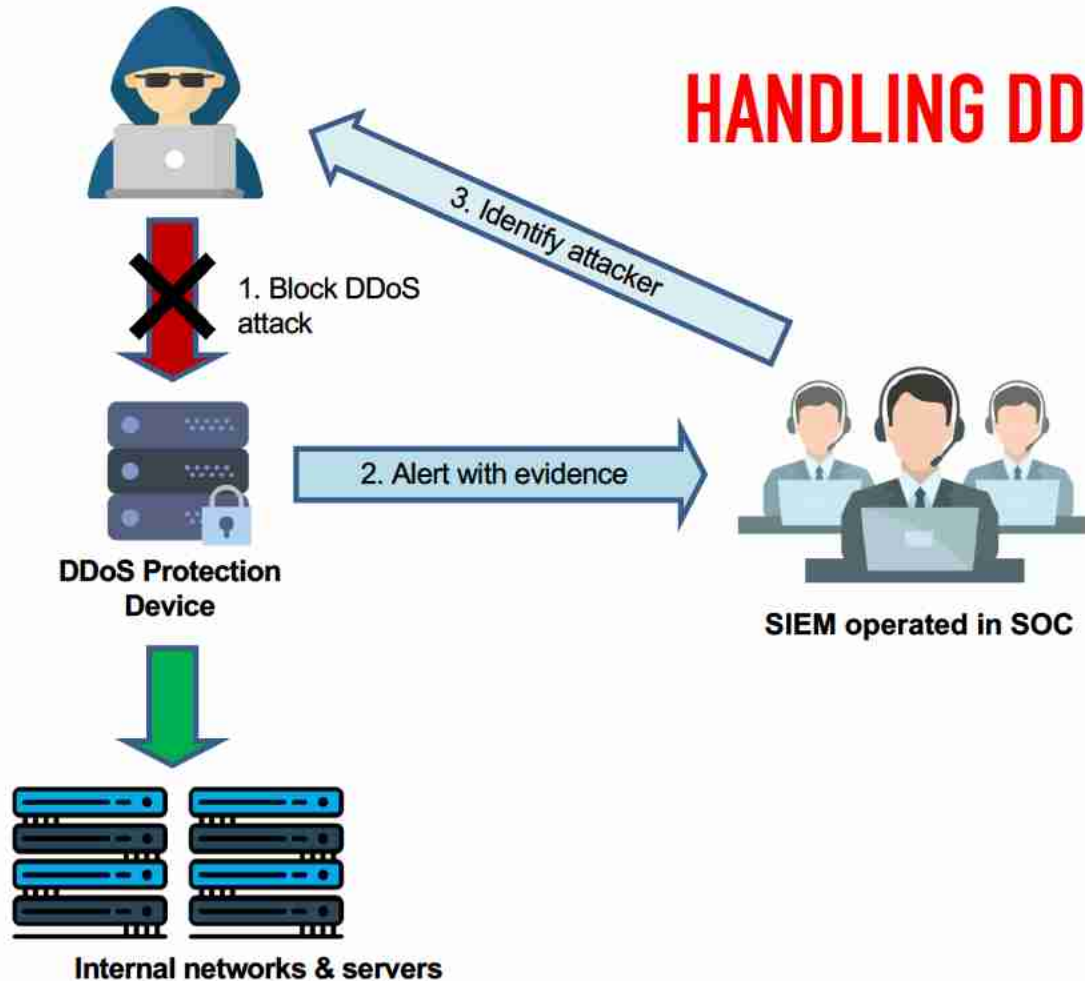 HANDLING DD
3. Identify attacker
1. Block DDoS
attack
2. Alert with evidence
DDoS Protection
Device
SIEM operated in SOC
Internal networks & servers